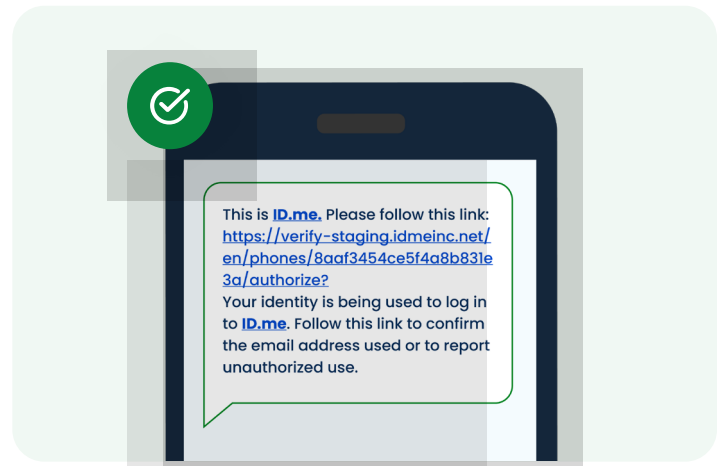 This is ID.me. Please follow this link:
https://verify-staging.idmeinc.net/
en/phones/8aaf3454ce5f4a8b831e
3a/authorize?
Your identity is being used to log in
to ID.me. Follow this link to confirm
the email address used or to report
unauthorized use.